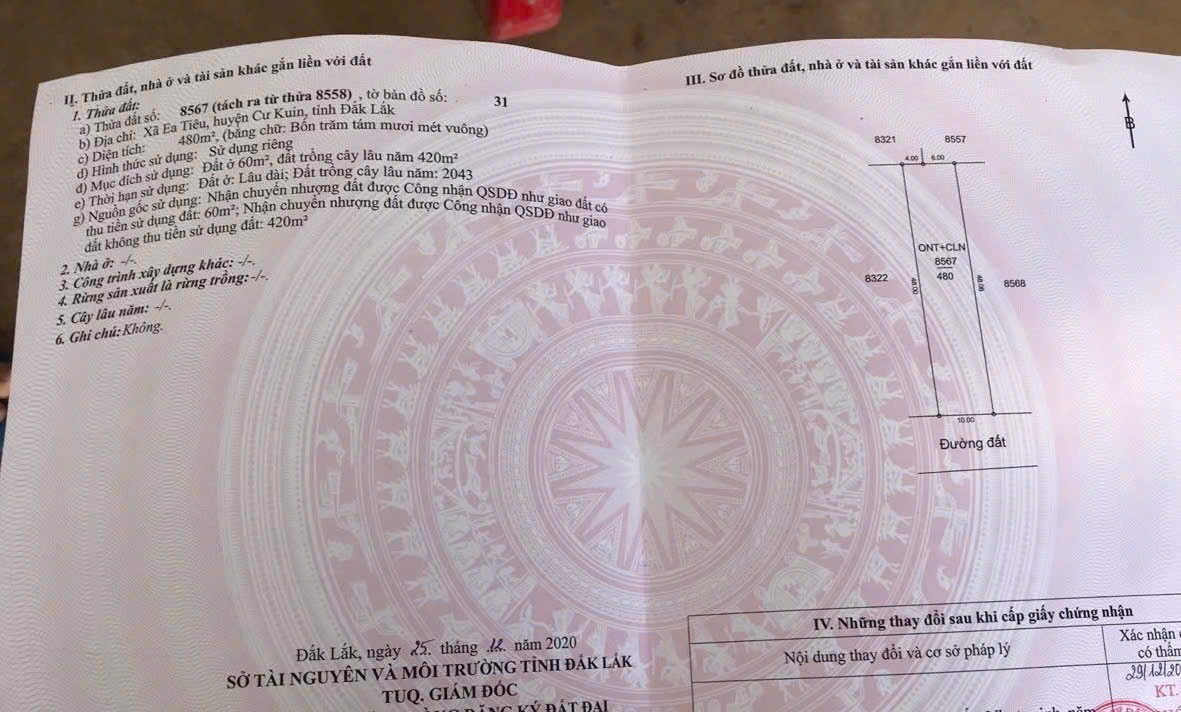 II. Thửa đất, nhà ở và tài sản khác gắn liền với đất
1. Thửa đất:
a) Thửa đất số: 8567 (tách ra từ thửa 8558) , tờ bản đồ số: 31
b) Địa chỉ: Xã Ea Tiêu, huyện Cư Kuin, tỉnh Đắk Lắk
c) Diện tích: 480m², (bằng chữ: Bốn trăm tám mươi mét vuông)
d) Hình thức sử dụng: Sử dụng riêng
đ) Mục đích sử dụng: Đất ở 60m², đất trồng cây lâu năm 420m²
e) Thời hạn sử dụng: Đất ở: Lâu dài; Đất trồng cây lâu năm: 2043
g) Nguồn gốc sử dụng: Nhận chuyển nhượng đất được Công nhận QSDĐ như giao đất có
thu tiền sử dụng đất: 60m²; Nhận chuyển nhượng đất được Công nhận QSDĐ như giao
đất không thu tiền sử dụng đất: 420m²
2. Nhà ở: -/-.
3. Công trình xây dựng khác: -/-.
4. Rừng sản xuất là rừng trồng: -/-.
5. Cây lâu năm: -/-.
6. Ghi chú: Không.
Đắk Lắk, ngày 25. tháng .12. năm 2020
SỞ TÀI NGUYÊN VÀ MÔI TRƯỜNG TỈNH ĐẮK LẮK
TUQ. GIÁM ĐỐC
ĐĂNG KÝ ĐẤT ĐAI
III. Sơ đồ thửa đất, nhà ở và tài sản khác gắn liền với đất
B
8321 8557
4.00 6.00
ONT+CLN
8567
480
8322 48.00 48.06 8568
10.00
Đường đất
IV. Những thay đổi sau khi cấp giấy chứng nhận
Nội dung thay đổi và cơ sở pháp lý
Xác nhận
có thẩm
29/12/20
KT.